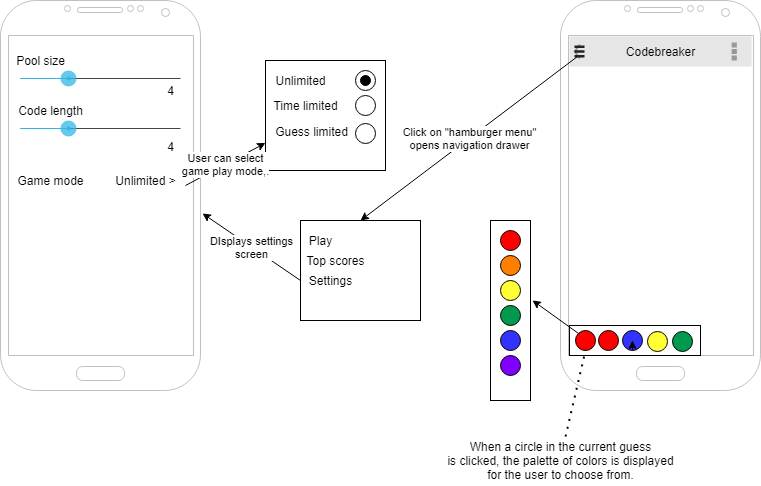 Pool size
4
Code length
4
Game mode Unlimited >
Unlimited
Time limited
Guess limited
User can select
game play mode,.
DIsplays settings
screen
Play
Top scores
Settings
Click on "hamburger menu"
opens navigation drawer
Codebreaker
When a circle in the current guess
is clicked, the palette of colors is displayed
for the user to choose from.